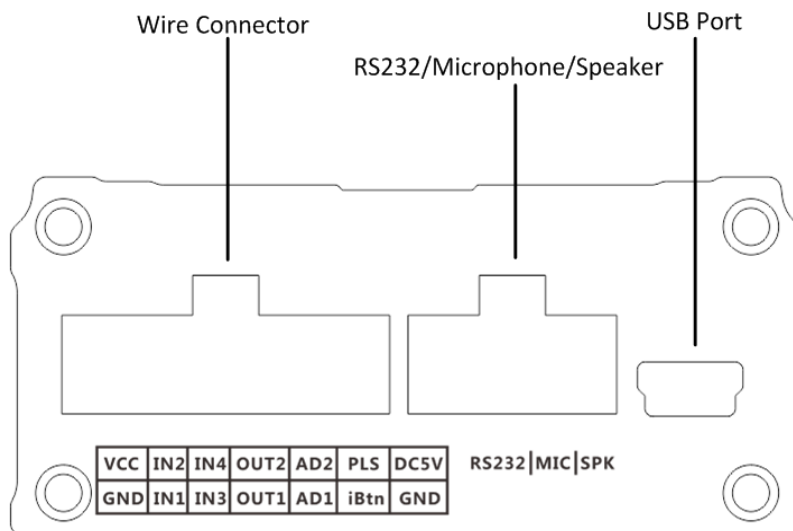 Wire Connector
USB Port
RS232/Microphone/Speaker
VCC IN2 IN4 OUT2 AD2 PLS DC5V
GND IN1 IN3 OUT1 AD1 iBtn GND
RS232|MIC|SPK